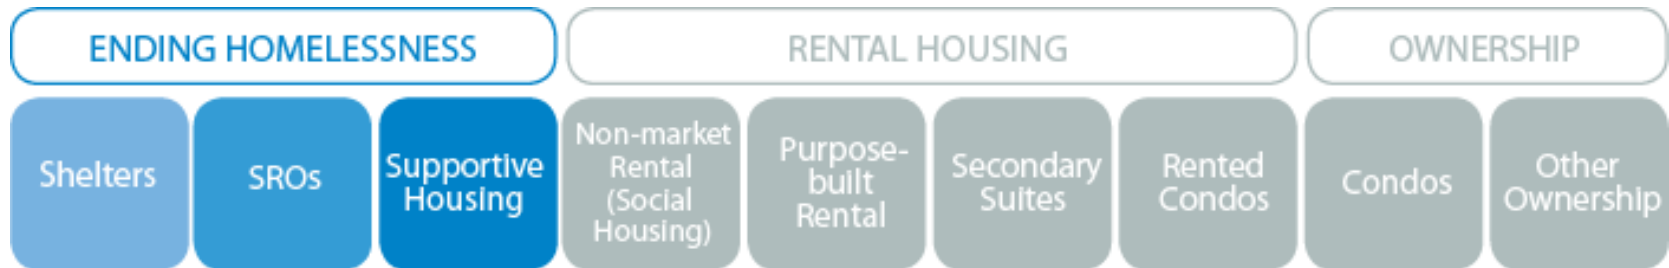 ENDING HOMELESSNESS
RENTAL HOUSING
OWNERSHIP
Shelters
SROs
Supportive
Housing
Non-market
Rental
(Social
Housing)
Purpose-
built
Rental
Secondary
Suites
Rented
Condos
Condos
Other
Ownership